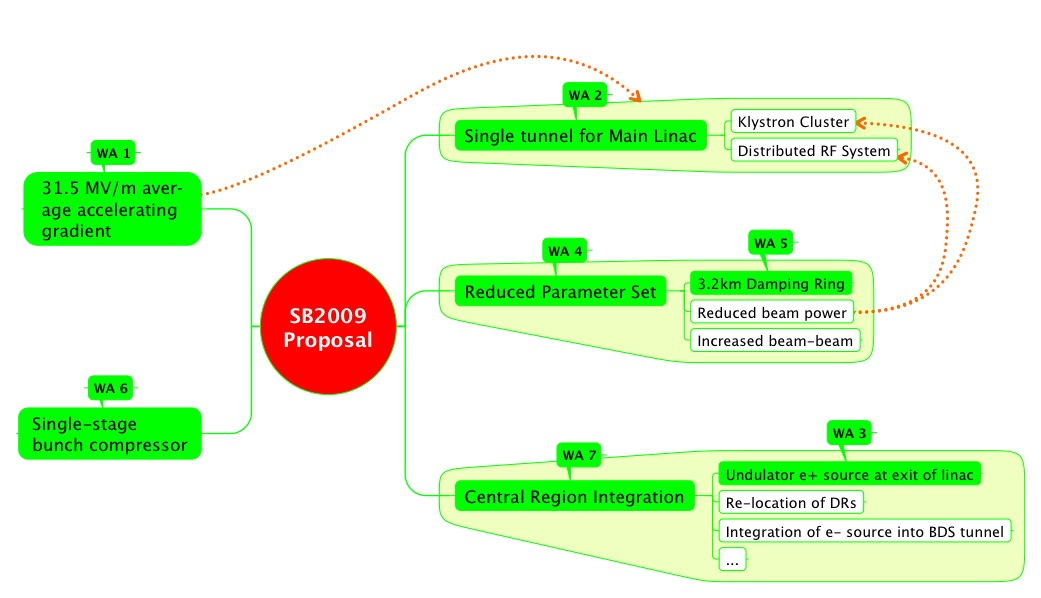 WA 1
31.5 MV/m aver-
age accelerating
gradient
WA 6
Single-stage
bunch compressor
SB2009
Proposal
WA 2
Single tunnel for Main Linac
Klystron Cluster
Distributed RF System
WA 4
Reduced Parameter Set
WA 5
3.2km Damping Ring
Reduced beam power
Increased beam-beam
WA 7
Central Region Integration
WA 3
Undulator e+ source at exit of linac
Re-location of DRs
Integration of e- source into BDS tunnel
...